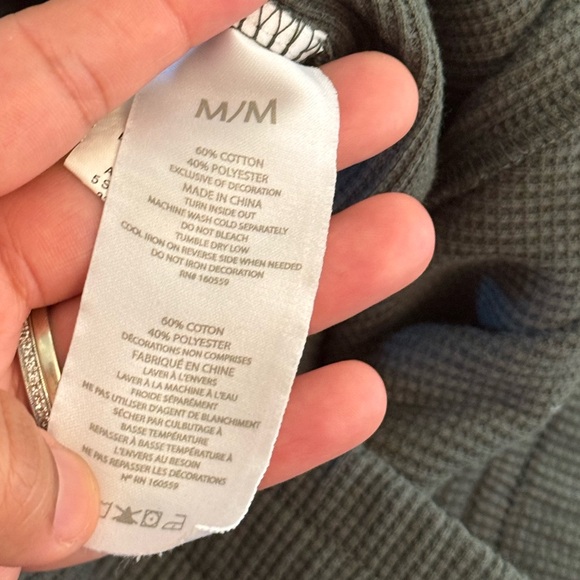 M/M
60% COTTON
40% POLYESTER
EXCLUSIVE OF DECORATION
MADE IN CHINA
TURN INSIDE OUT
MACHINE WASH COLD SEPARATELY
DO NOT BLEACH
TUMBLE DRY LOW
COOL IRON ON REVERSE SIDE WHEN NEEDED
DO NOT IRON DECORATION
RN# 160559
60% COTON
40% POLYESTER
DÉCORATIONS NON COMPRISES
FABRIQUÉ EN CHINE
LAVER À L'ENVERS
LAVER À LA MACHINE À L'EAU
FROIDE SÉPARÉMENT
NE PAS UTILISER D'AGENT DE BLANCHIMENT
SÉCHER PAR CULBUTAGE À
BASSE TEMPÉRATURE
REPASSER À BASSE TEMPÉRATURE À
L'ENVERS AU BESOIN
NE PAS REPASSER LES DÉCORATIONS
N° RN 160559